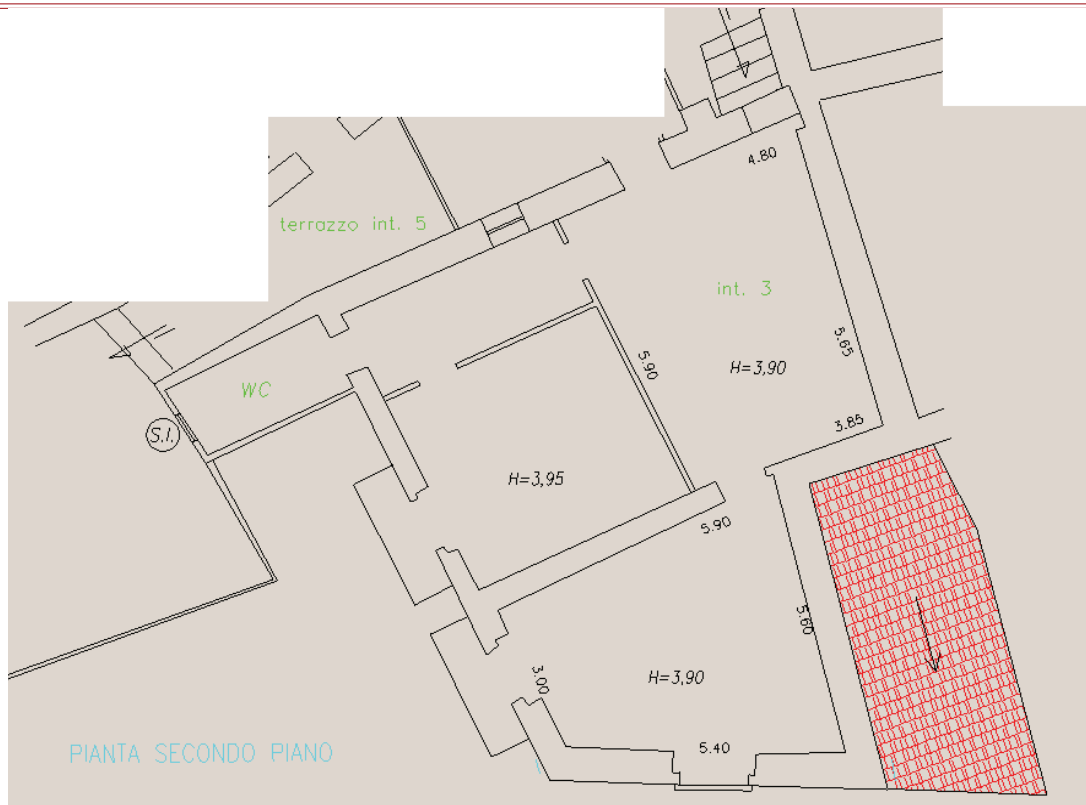 4.80
terrazzo int. 5
int. 3
5.65
5.90
H=3,90
WC
3.85
S.I.
H=3,95
5.90
5.60
H=3,90
3.00
5.40
PIANTA SECONDO PIANO